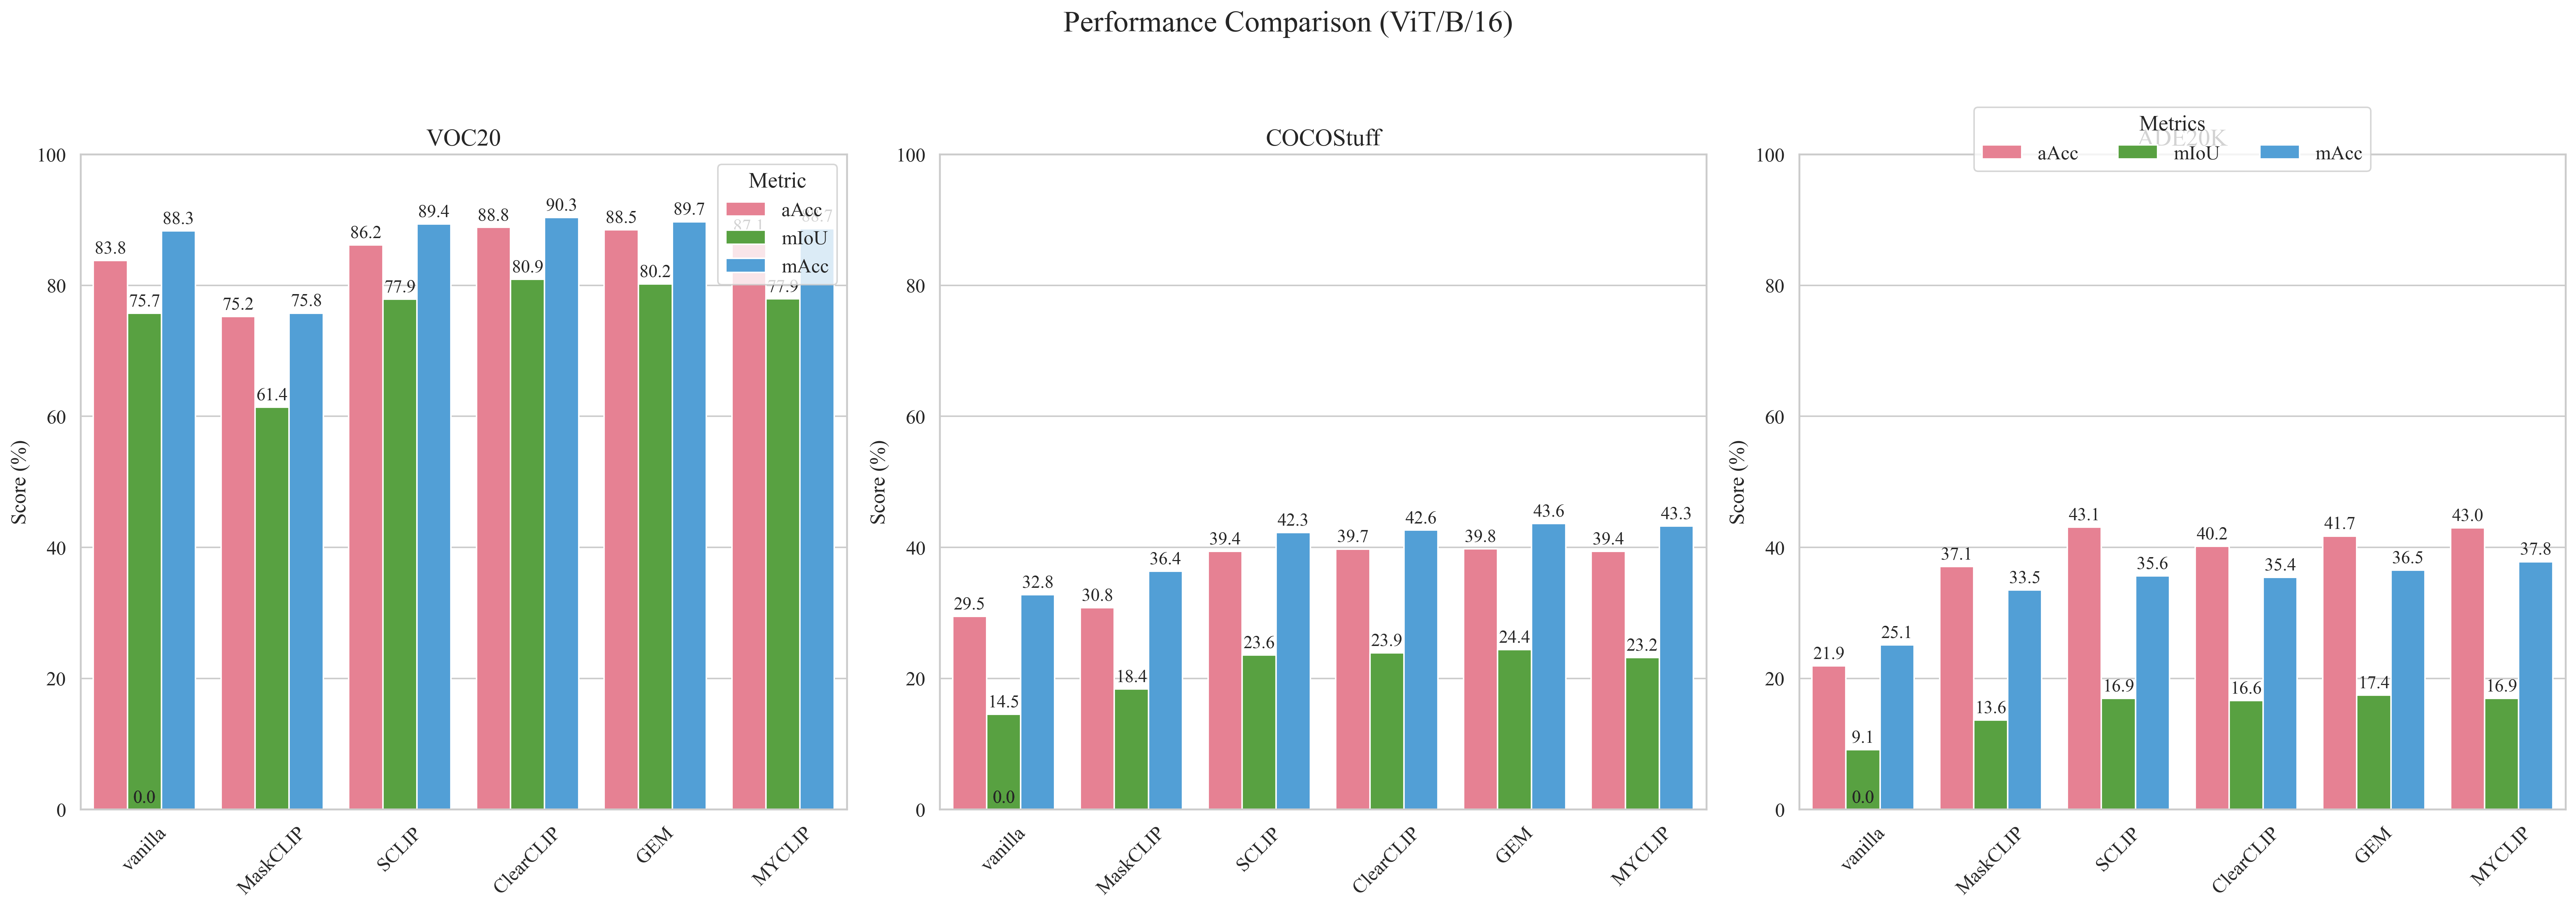 Performance Comparison (ViT/B/16)
VOC20
Score (%)
100
80
60
40
20
0
Metric
aAcc
mIoU
mAcc
83.8
75.7
88.3
0.0
75.2
61.4
75.8
86.2
77.9
89.4
88.8
80.9
90.3
88.5
80.2
89.7
87.1
77.9
88.7
vanilla
MaskCLIP
SCLIP
ClearCLIP
GEM
MYCLIP
COCOStuff
Score (%)
100
80
60
40
20
0
29.5
14.5
32.8
0.0
30.8
18.4
36.4
39.4
23.6
42.3
39.7
23.9
42.6
39.8
24.4
43.6
39.4
23.2
43.3
vanilla
MaskCLIP
SCLIP
ClearCLIP
GEM
MYCLIP
Metrics
ADE20K
aAcc mIoU mAcc
Score (%)
100
80
60
40
20
0
21.9
9.1
25.1
0.0
37.1
13.6
33.5
43.1
16.9
35.6
40.2
16.6
35.4
41.7
17.4
36.5
43.0
16.9
37.8
vanilla
MaskCLIP
SCLIP
ClearCLIP
GEM
MYCLIP